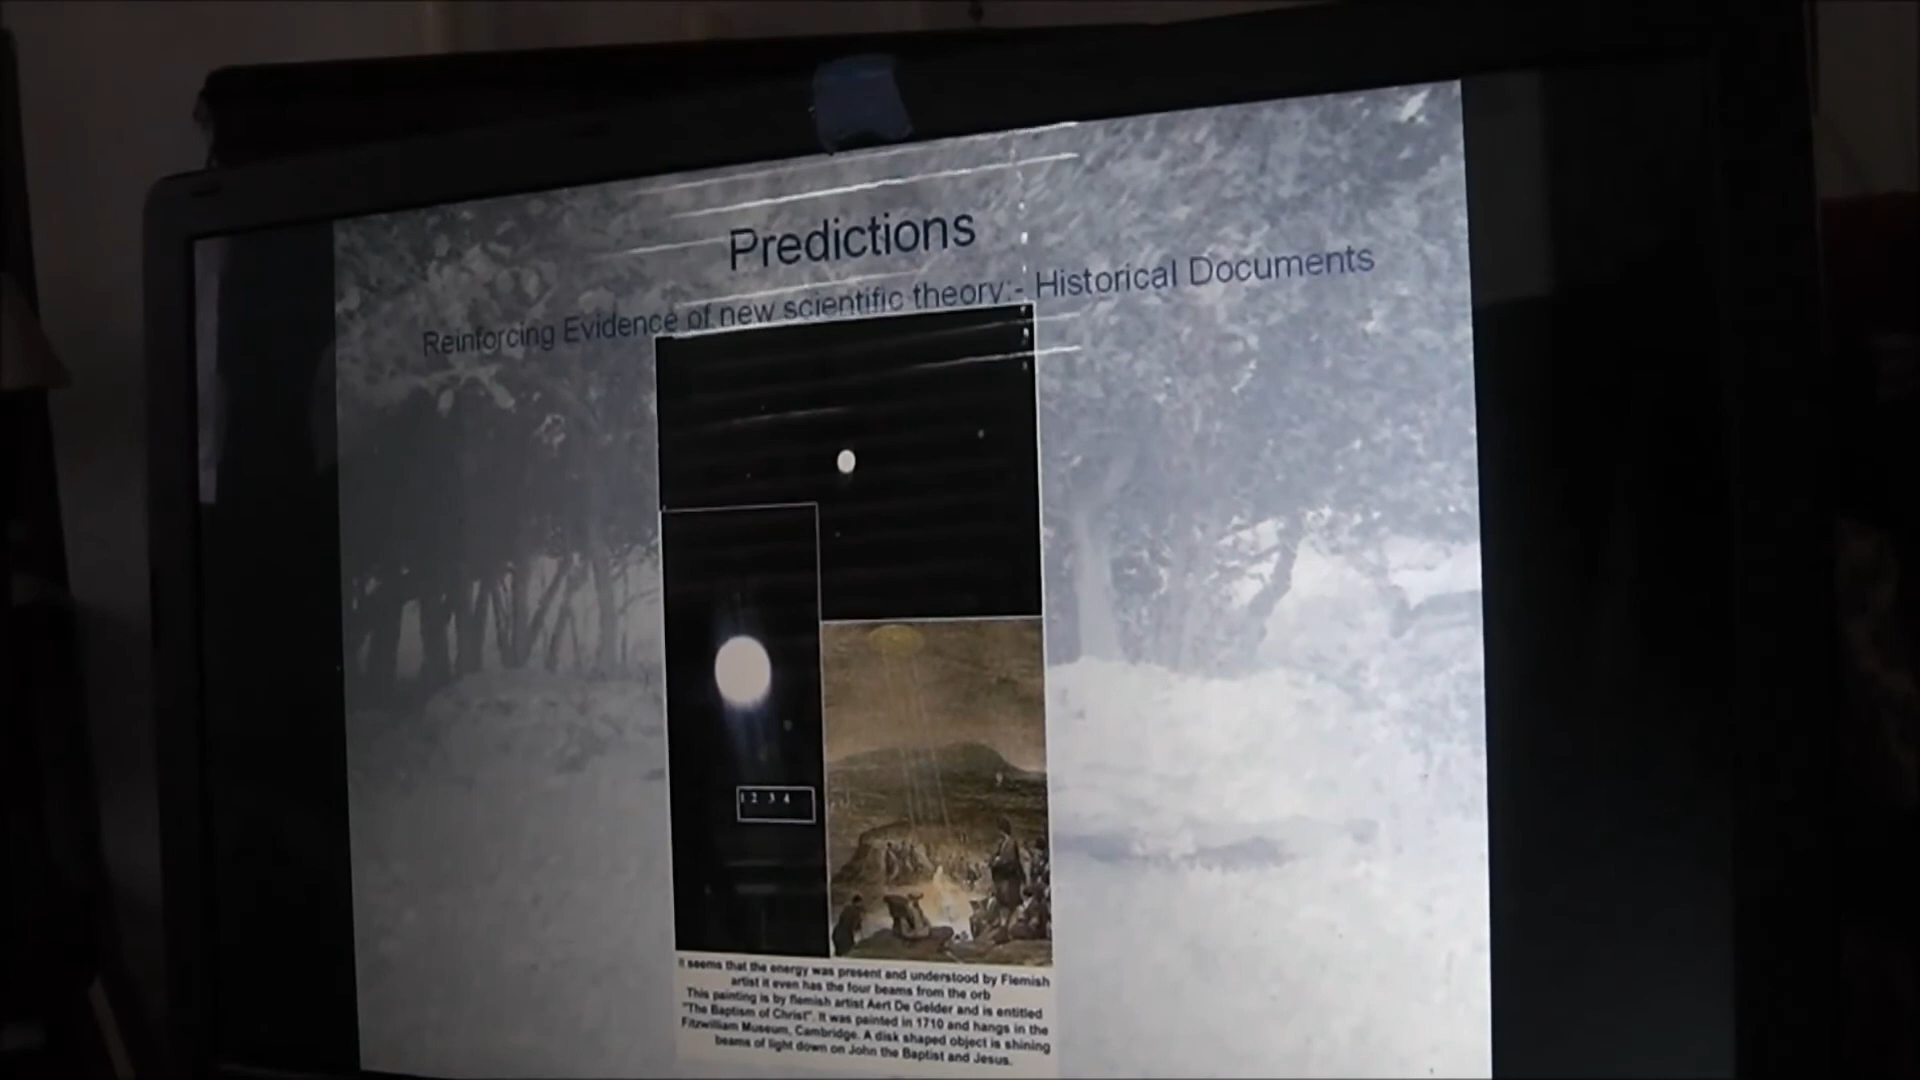 Predictions
Reinforcing Evidence of new scientific theory:- Historical Documents
1 2 3 4
It seems that the energy was present and understood by Flemish
artist it even has the four beams from the orb
This painting is by flemish artist Aert De Gelder and is entitled
"The Baptism of Christ". It was painted in 1710 and hangs in the
Fitzwilliam Museum, Cambridge. A disk shaped object is shining
beams of light down on John the Baptist and Jesus.